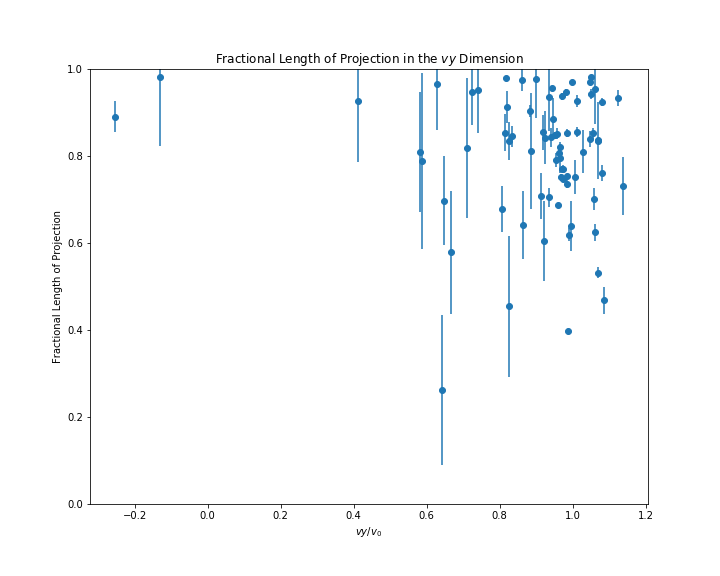 Fractional Length of Projection in the vy Dimension
Fractional Length of Projection
1.0
0.8
0.6
0.4
0.2
0.0
−0.2 0.0 0.2 0.4 0.6 0.8 1.0 1.2
vy/v₀